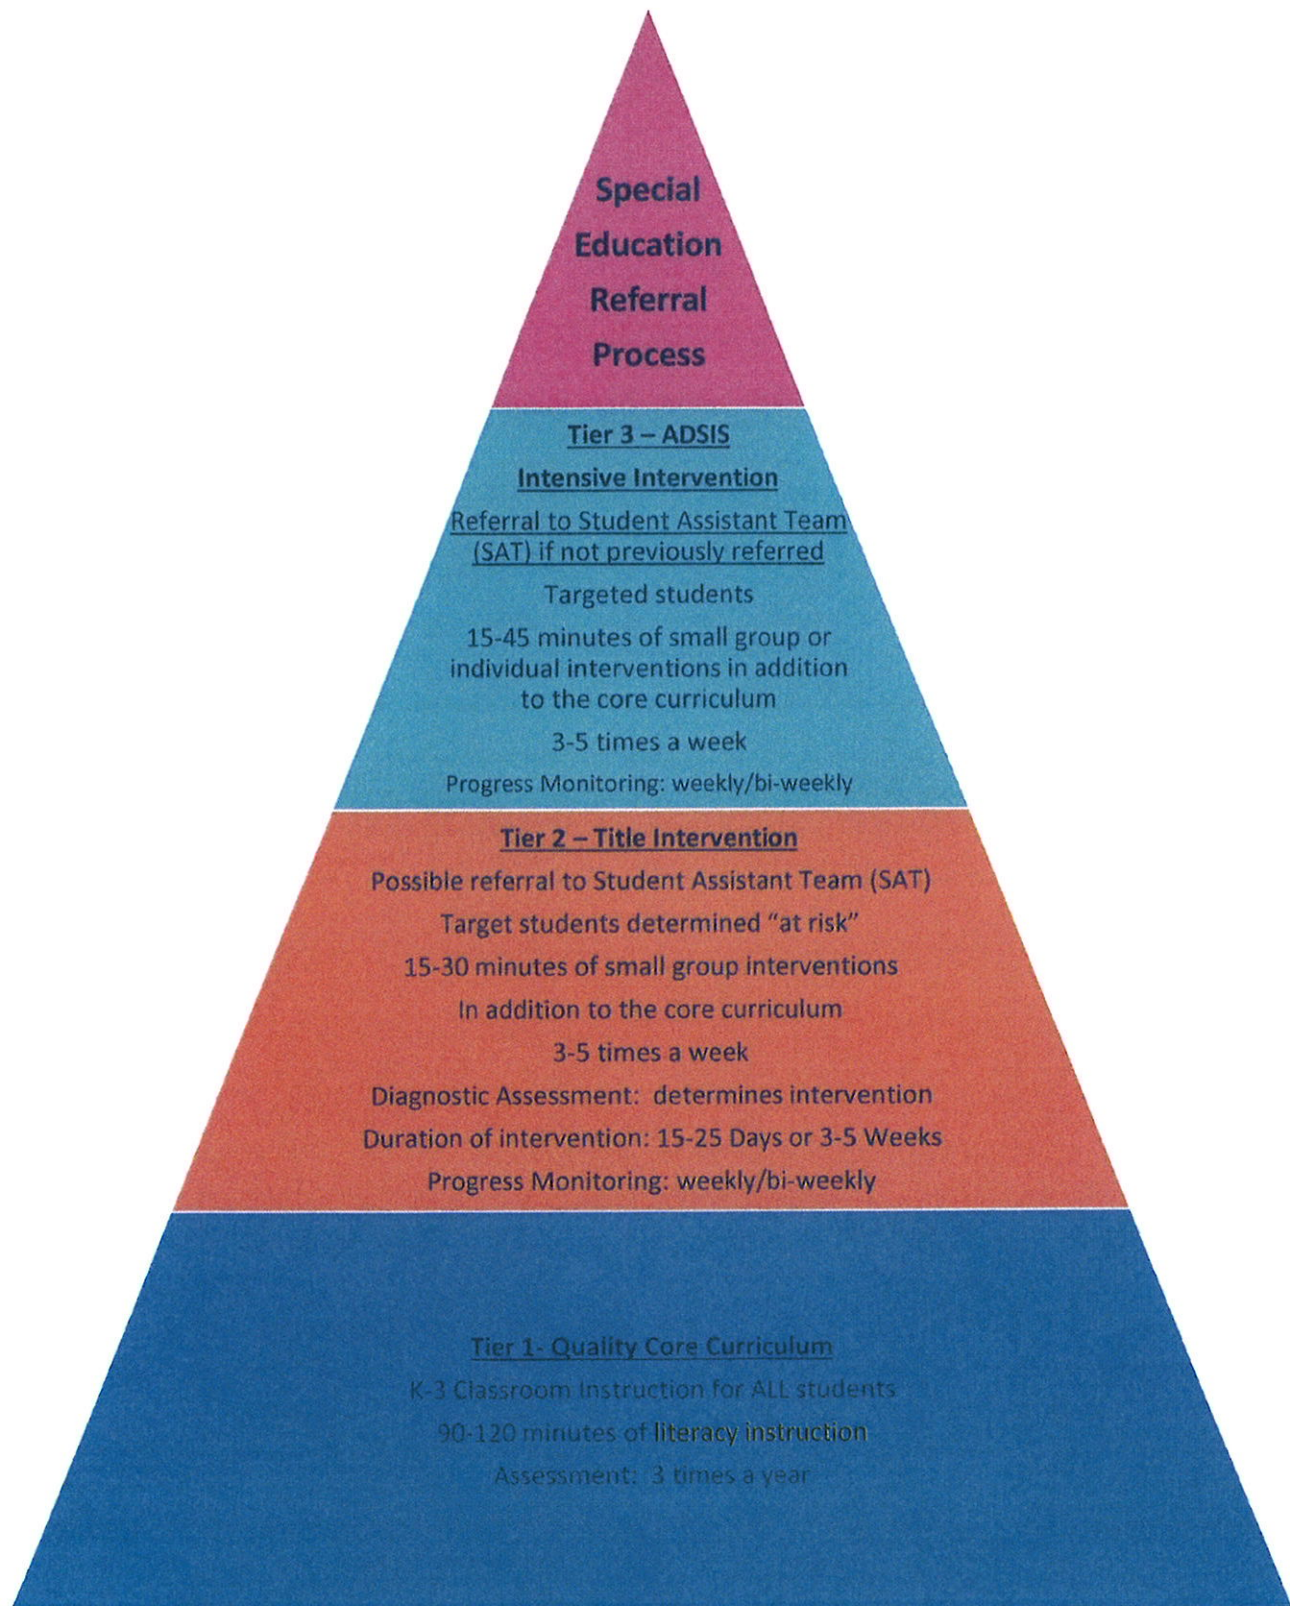 Special
Education
Referral
Process
Tier 3 – ADSIS
Intensive Intervention
Referral to Student Assistant Team
(SAT) if not previously referred
Targeted students
15-45 minutes of small group or
individual interventions in addition
to the core curriculum
3-5 times a week
Progress Monitoring: weekly/bi-weekly
Tier 2 – Title Intervention
Possible referral to Student Assistant Team (SAT)
Target students determined “at risk”
15-30 minutes of small group interventions
In addition to the core curriculum
3-5 times a week
Diagnostic Assessment:  determines intervention
Duration of intervention: 15-25 Days or 3-5 Weeks
Progress Monitoring: weekly/bi-weekly
Tier 1- Quality Core Curriculum
K-3 Classroom Instruction for ALL students
90-120 minutes of literacy instruction
Assessment:  3 times a year